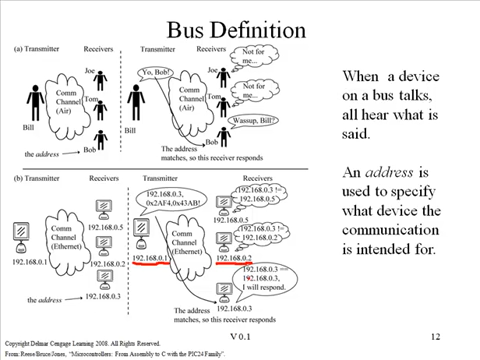 Bus Definition
(a) Transmitter
Receivers
Joe
Comm
Channel
(Air)
Tom
Bill
Bob
the address
Transmitter
Receivers
Yo, Bob!
Not for
me...
Joe
Comm
Channel
(Air)
Not for
me...
Tom
Wassup, Bill?
Bill
Bob
The address
matches, so this receiver responds
When a device
on a bus talks,
all hear what is
said.
An address is
used to specify
what device the
communication
is intended for.
(b) Transmitter
Receivers
192.168.0.5
Comm
Channel
(Ethernet)
192.168.0.1
192.168.0.2
the address
192.168.0.3
Transmitter
Receivers
192.168.0.3,
0x2AF4,0x43AB!
192.168.0.3 !=
192.168.0.5
192.168.0.5
Comm
Channel
(Ethernet)
192.168.0.3 !=
192.168.0.2
192.168.0.1
192.168.0.2
192.168.0.3 ==
192.168.0.3,
I will respond.
192.168.0.3
The address
matches, so this receiver responds
V 0.1
12
Copyright Delmar Cengage Learning 2008. All Rights Reserved.
From: Reese/Bruce/Jones, "Microcontrollers: From Assembly to C with the PIC24 Family".